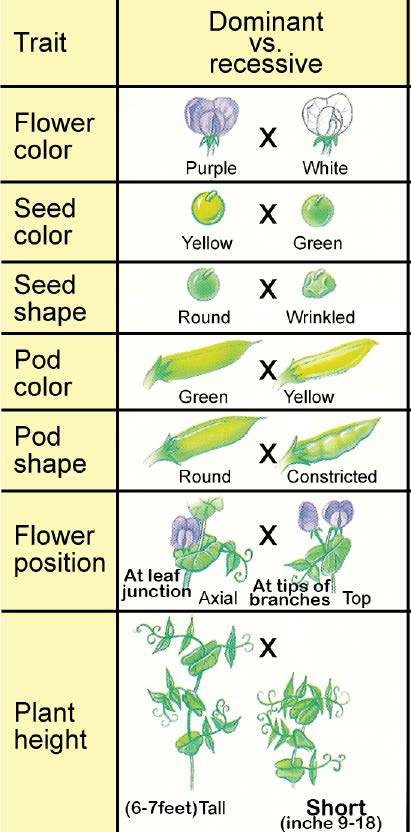 Trait
Dominant
vs.
recessive
Flower
color
X
Purple
White
Seed
color
X
Yellow
Green
Seed
shape
X
Round
Wrinkled
Pod
color
X
Green
Yellow
Pod
shape
X
Round
Constricted
Flower
position
X
At leaf
junction
Axial
At tips of
branches
Top
Plant
height
X
(6-7feet)Tall
Short
(inche 9-18)